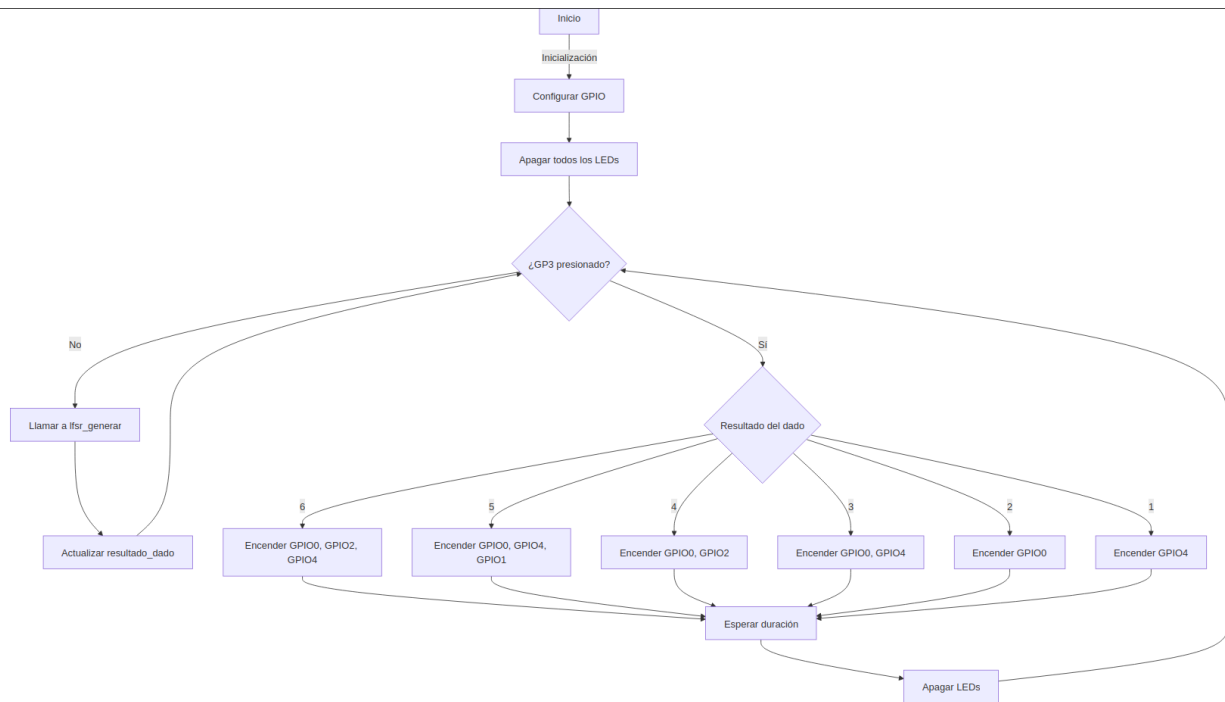 Inicio
Inicialización
Configurar GPIO
Apagar todos los LEDs
¿GP3 presionado?
No
Sí
Llamar a lfsr_generar
Resultado del dado
6
5
4
3
2
1
Actualizar resultado_dado
Encender GPIO0, GPIO2,
GPIO4
Encender GPIO0, GPIO4,
GPIO1
Encender GPIO0, GPIO2
Encender GPIO0, GPIO4
Encender GPIO0
Encender GPIO4
Esperar duración
Apagar LEDs